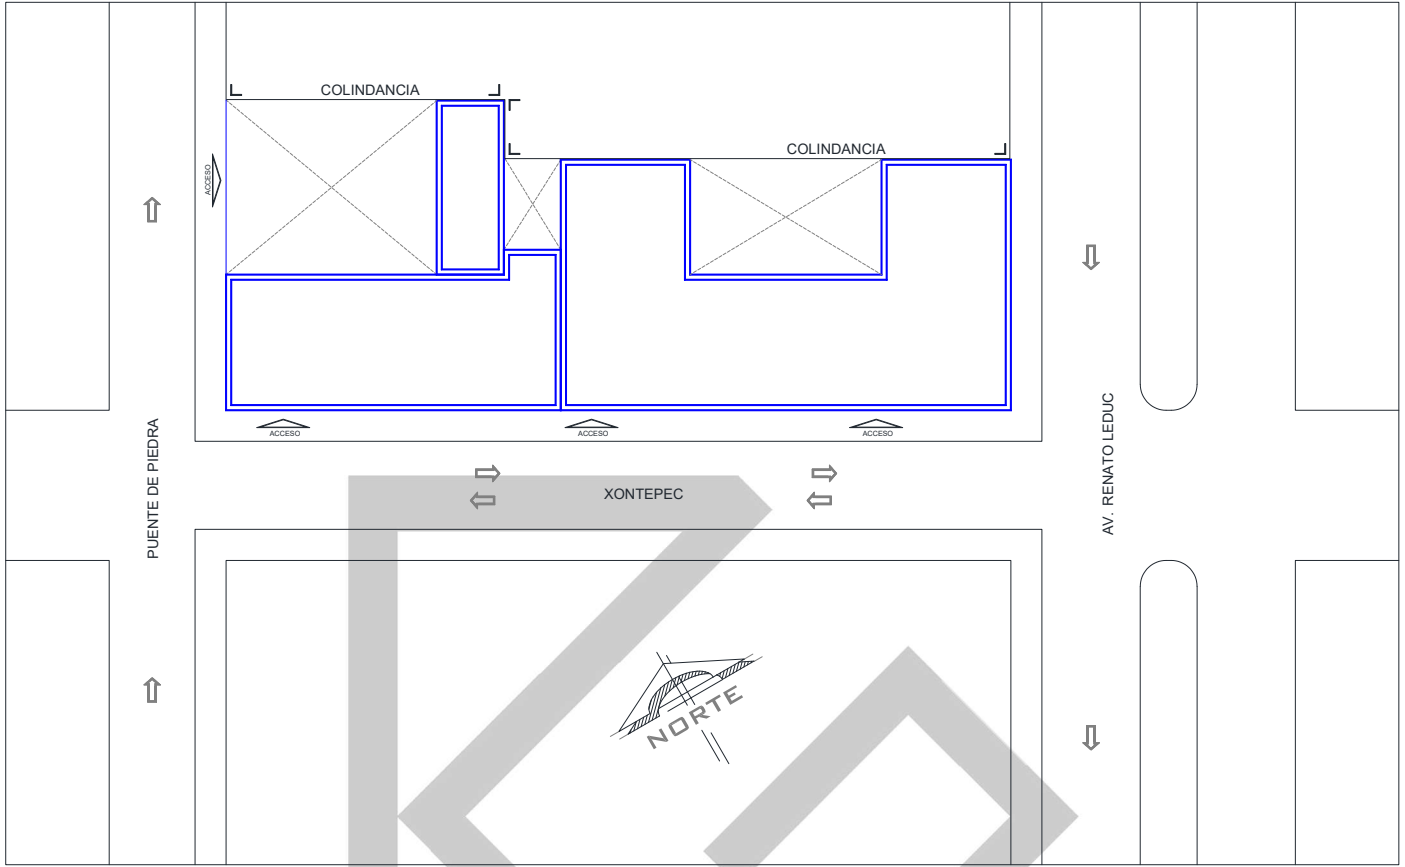 COLINDANCIA
COLINDANCIA
ACCESO
PUENTE DE PIEDRA
AV. RENATO LEDUC
ACCESO
ACCESO
ACCESO
XONTEPEC
NORTE